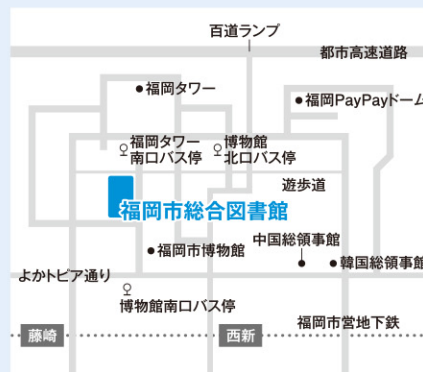 百道ランプ
都市高速道路
福岡タワー
福岡PayPayドーム
福岡タワー
南口バス停
博物館
北口バス停
遊歩道
福岡市総合図書館
中国総領事館
福岡市博物館
韓国総領事館
よかトピア通り
博物館南口バス停
福岡市営地下鉄
藤崎
西新